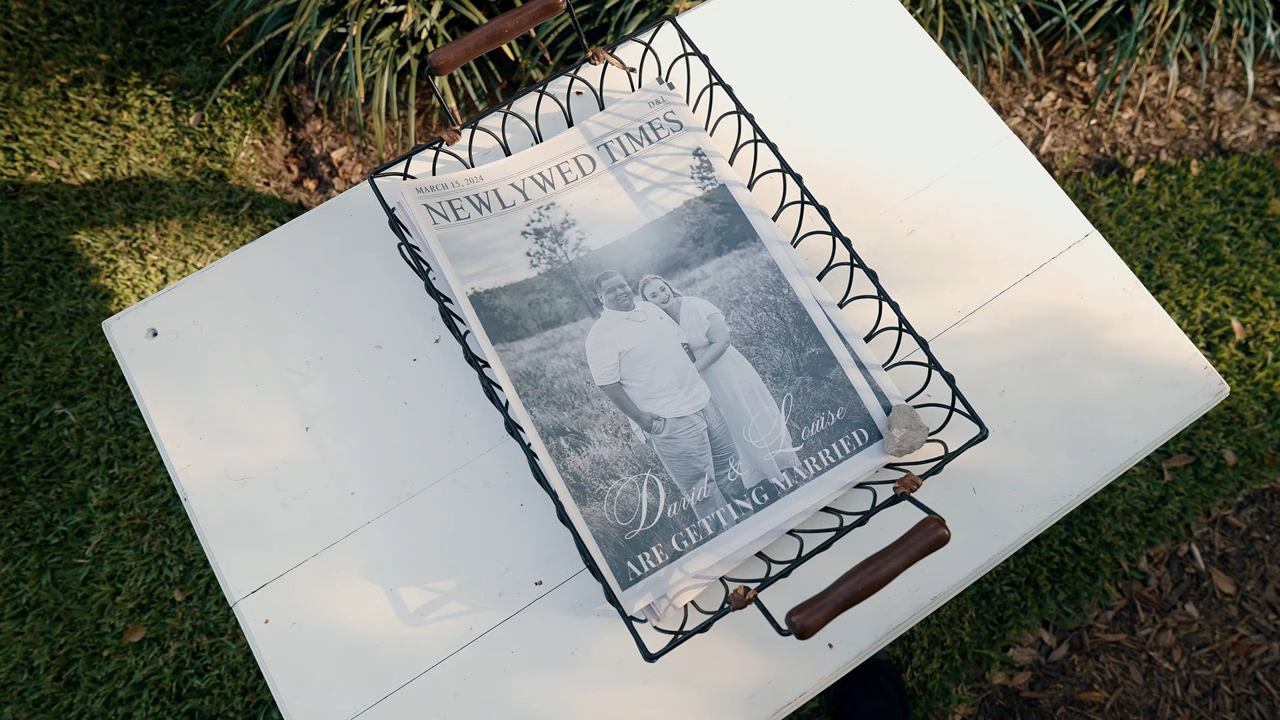 D&L
MARCH 15, 2024
NEWLYWED TIMES
David & Louise
ARE GETTING MARRIED